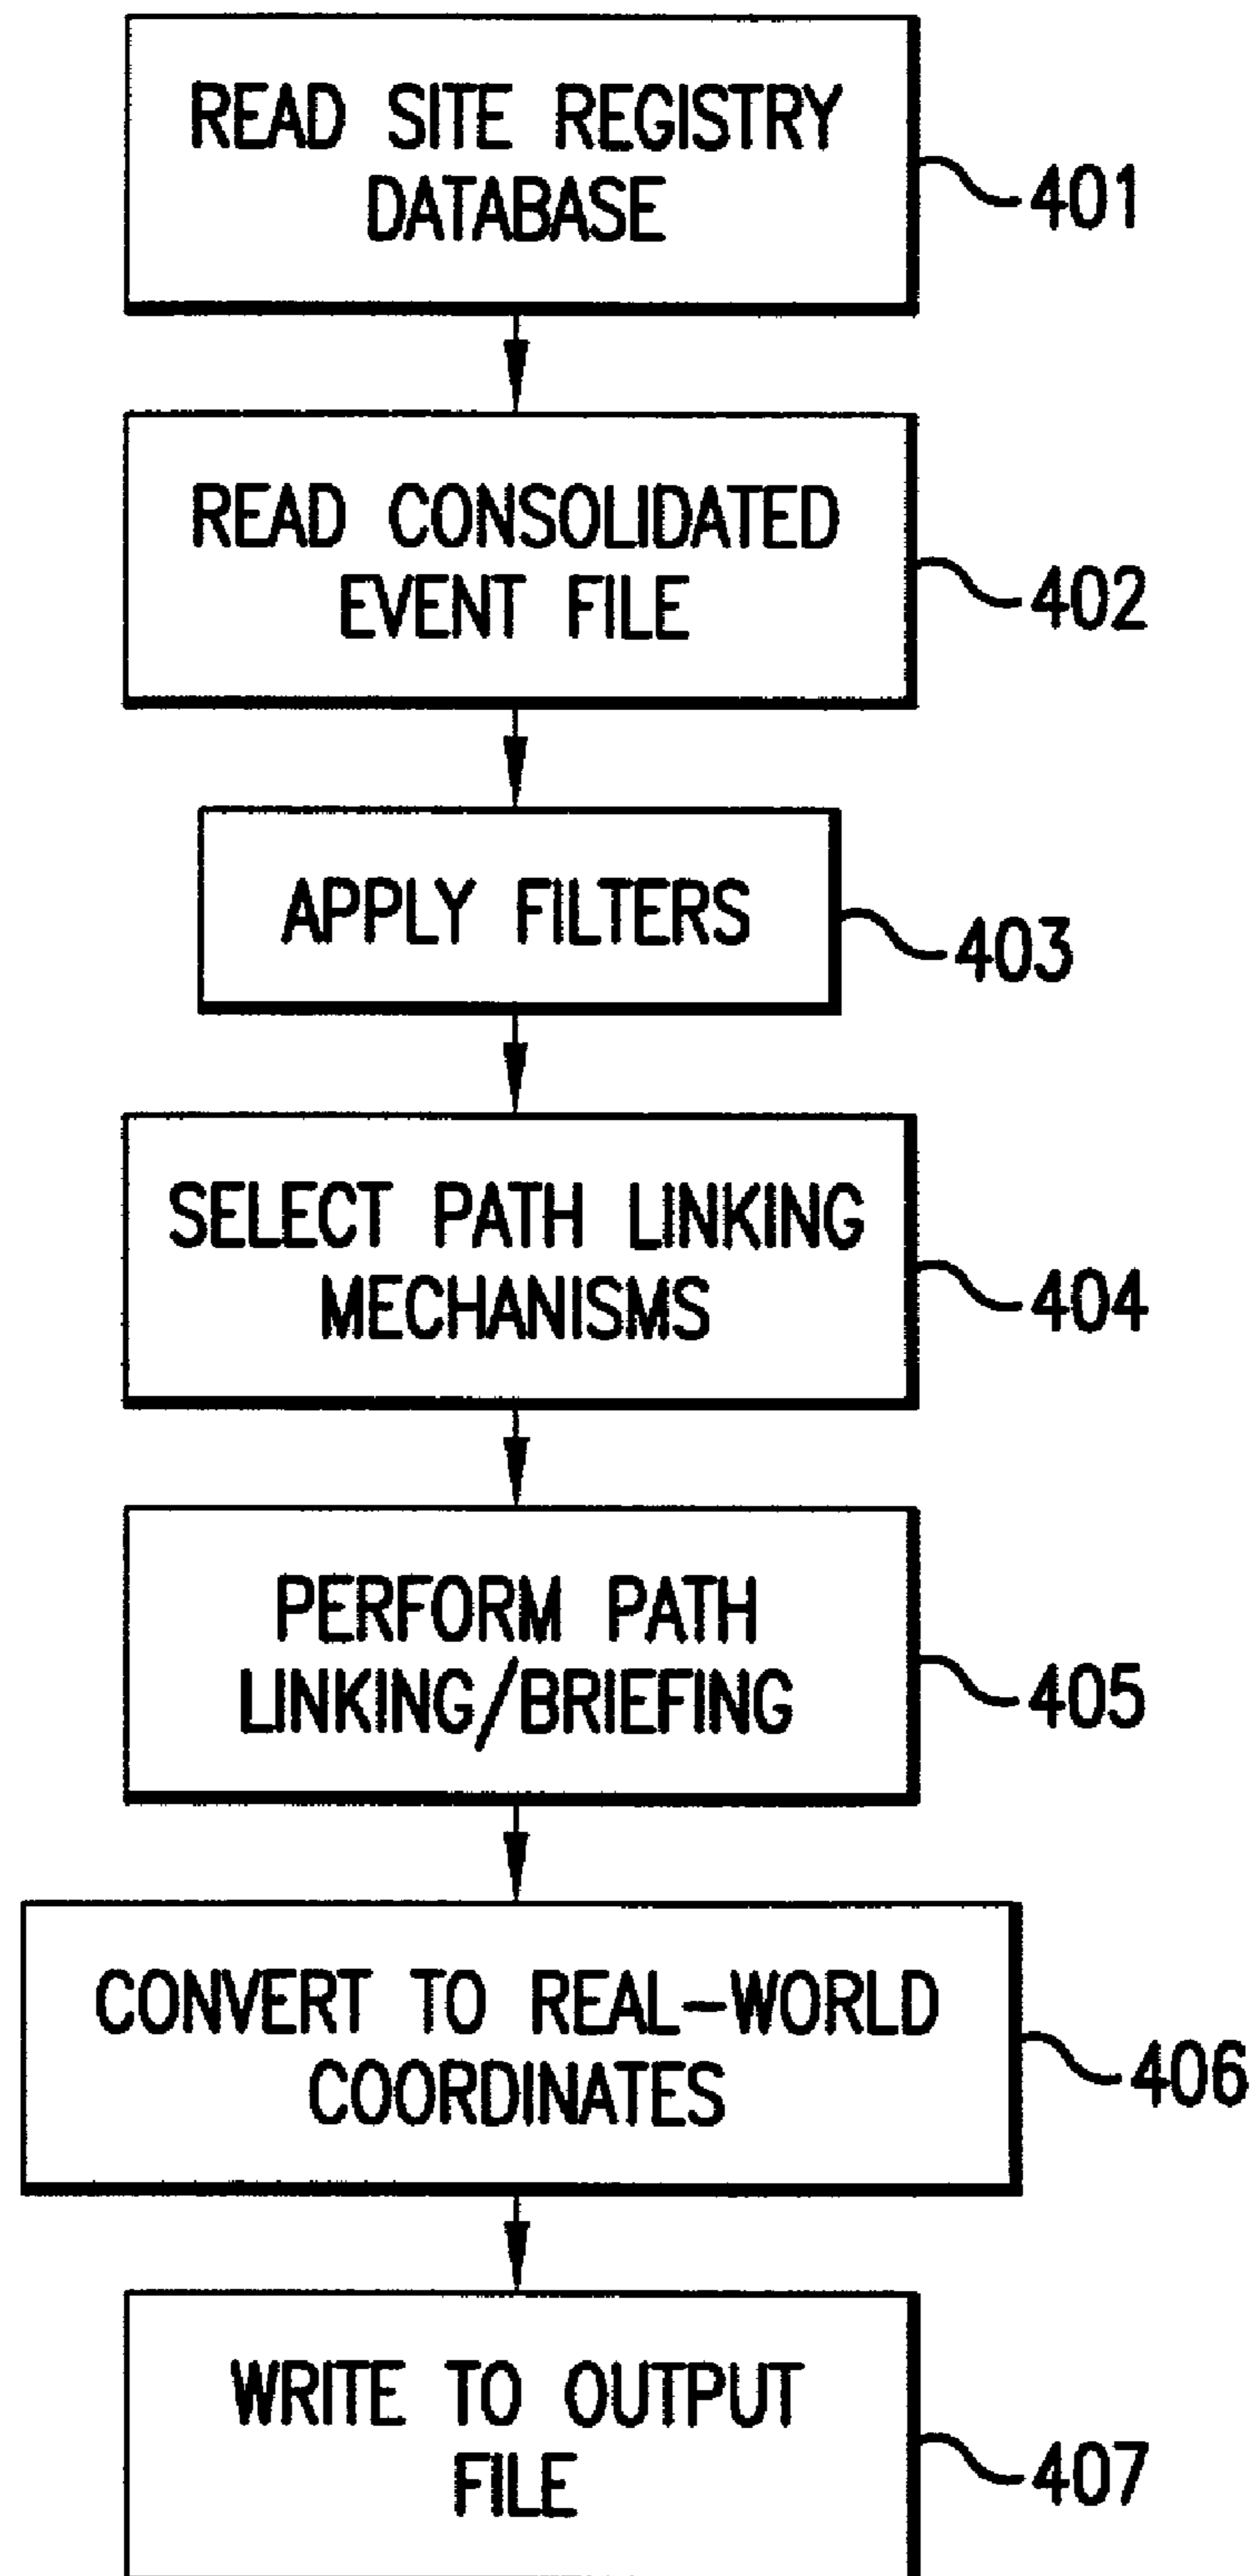 READ SITE REGISTRY
DATABASE
401
READ CONSOLIDATED
EVENT FILE
402
APPLY FILTERS
403
SELECT PATH LINKING
MECHANISMS
404
PERFORM PATH
LINKING/BRIEFING
405
CONVERT TO REAL-WORLD
COORDINATES
406
WRITE TO OUTPUT
FILE
407